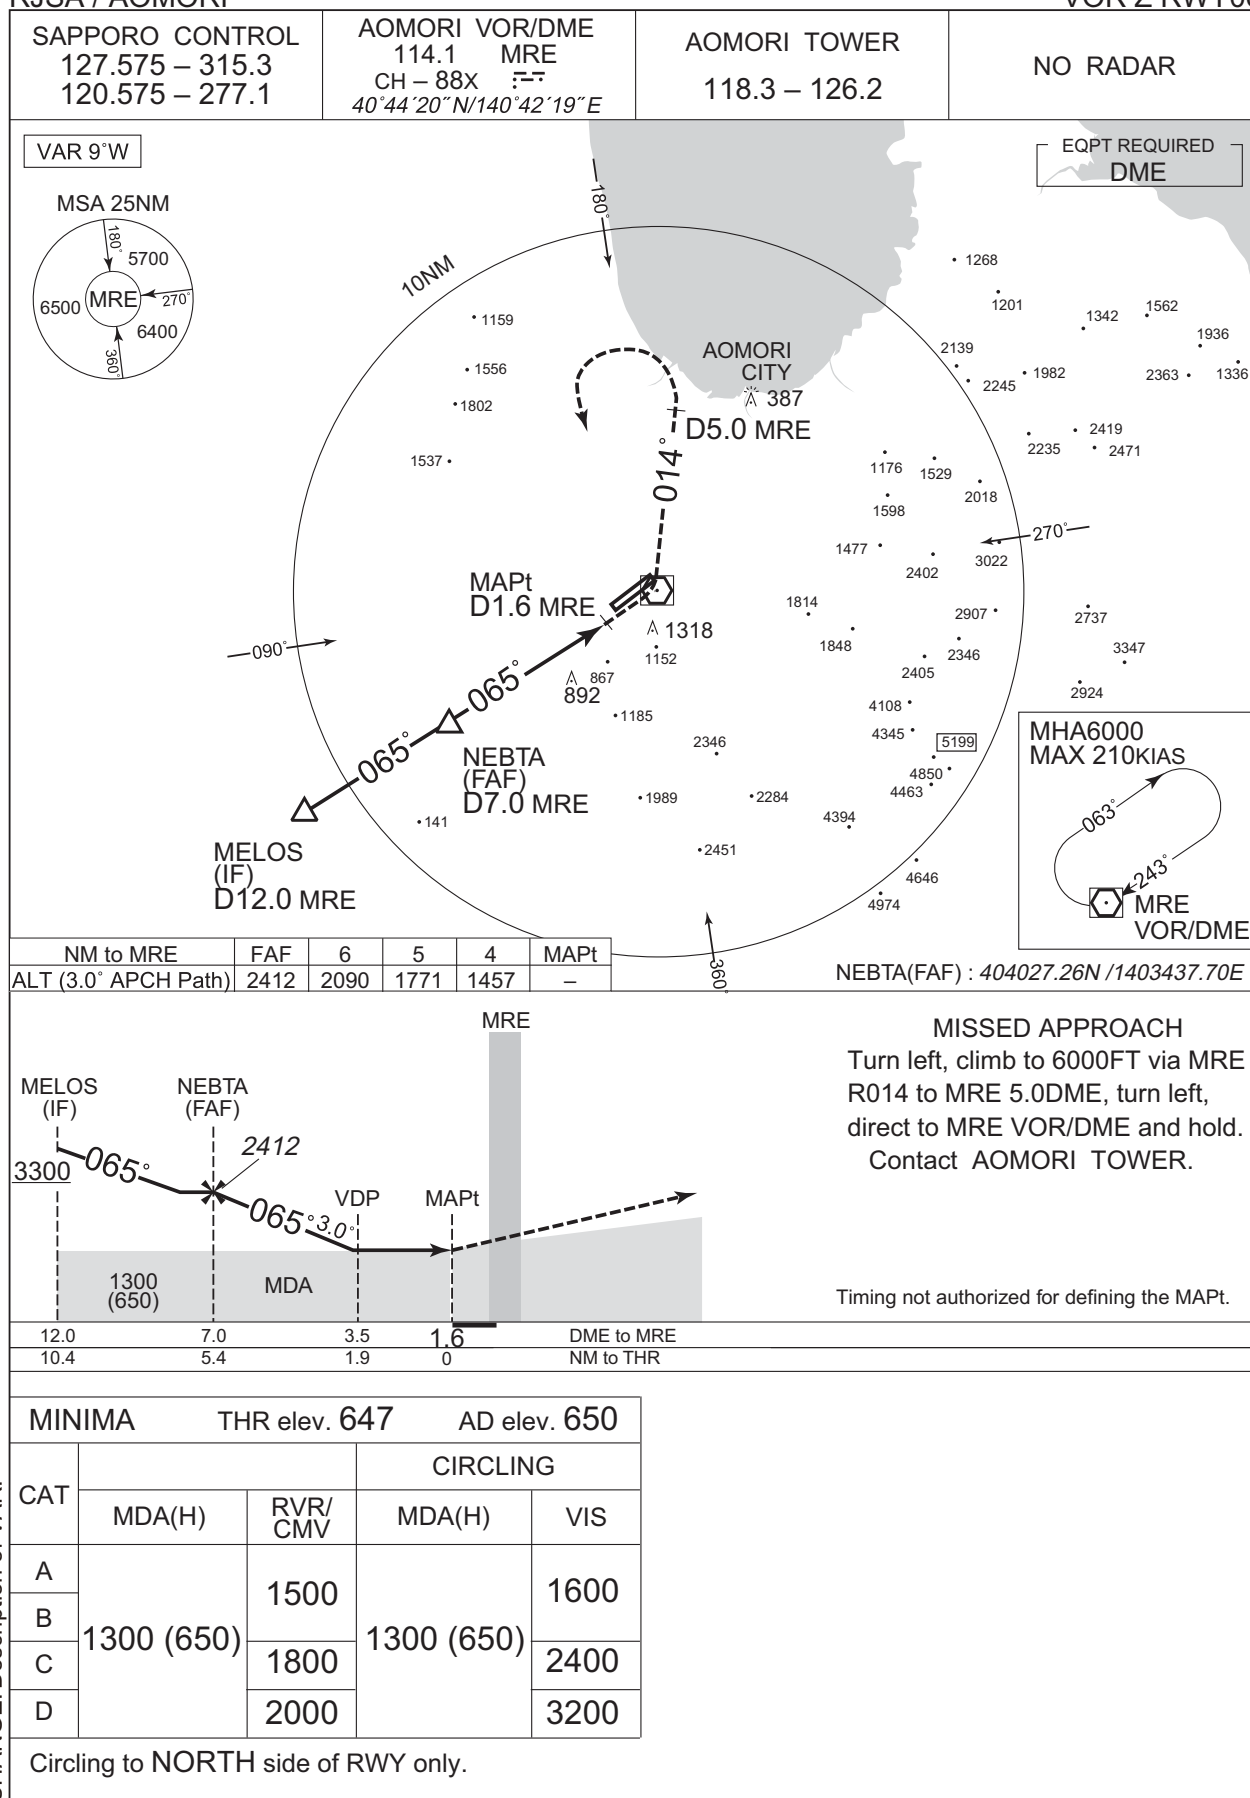 RJSA / AOMORI
VOR Z RWY06
SAPPORO CONTROL
127.575 – 315.3
120.575 – 277.1
AOMORI VOR/DME
114.1 MRE
CH – 88X
40°44´20˝N/140°42´19˝E
AOMORI TOWER
118.3 – 126.2
NO RADAR
VAR 9°W
EQPT REQUIRED
DME
MSA 25NM
180°
5700
MRE
270°
6500
6400
360°
180°
10NM
1268
1201
1159
1342
1562
1936
2139
AOMORI
CITY
1556
1982
2363
1336
2245
387
1802
D5.0 MRE
2419
2235
2471
1537
014°
1176
1529
2018
1598
270°
1477
2402
3022
MAPt
D1.6 MRE
1814
2907
2737
1318
1848
2346
090°
1152
3347
2405
867
892
2924
065°
1185
4108
4345
5199
2346
065°
NEBTA
(FAF)
D7.0 MRE
4850
4463
1989
2284
4394
141
2451
MELOS
(IF)
D12.0 MRE
4646
4974
MHA6000
MAX 210KIAS
063°
243°
MRE
VOR/DME
360°
NM to MRE FAF 6 5 4 MAPt
ALT (3.0° APCH Path) 2412 2090 1771 1457 –
NEBTA(FAF) : 404027.26N /1403437.70E
MRE
MISSED APPROACH
Turn left, climb to 6000FT via MRE
R014 to MRE 5.0DME, turn left,
direct to MRE VOR/DME and hold.
Contact AOMORI TOWER.
MELOS
(IF)
NEBTA
(FAF)
2412
3300
065°
VDP
MAPt
065°
3.0°
1300
(650)
MDA
Timing not authorized for defining the MAPt.
12.0 7.0 3.5 1.6 DME to MRE
10.4 5.4 1.9 0 NM to THR
MINIMA THR elev. 647 AD elev. 650
CAT
CIRCLING
MDA(H)
RVR/
CMV
MDA(H)
VIS
A
B
C
D
1300 (650)
1500
1800
2000
1300 (650)
1600
2400
3200
Circling to NORTH side of RWY only.